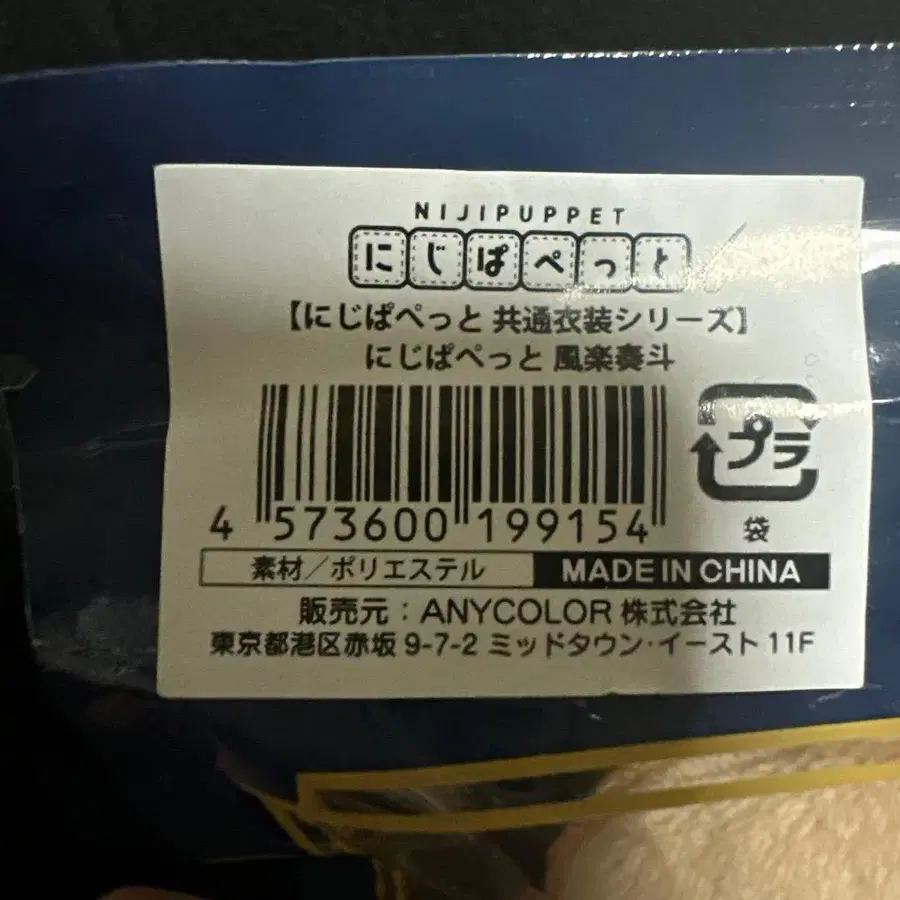 NIJIPUPPET
にじぱぺっと
【にじぱぺっと 共通衣装シリーズ】
にじぱぺっと 風楽奏斗
4 573600 199154
プラ
袋
素材/ポリエステル MADE IN CHINA
販売元:ANYCOLOR 株式会社
東京都港区赤坂 9-7-2 ミッドタウン・イースト 11F